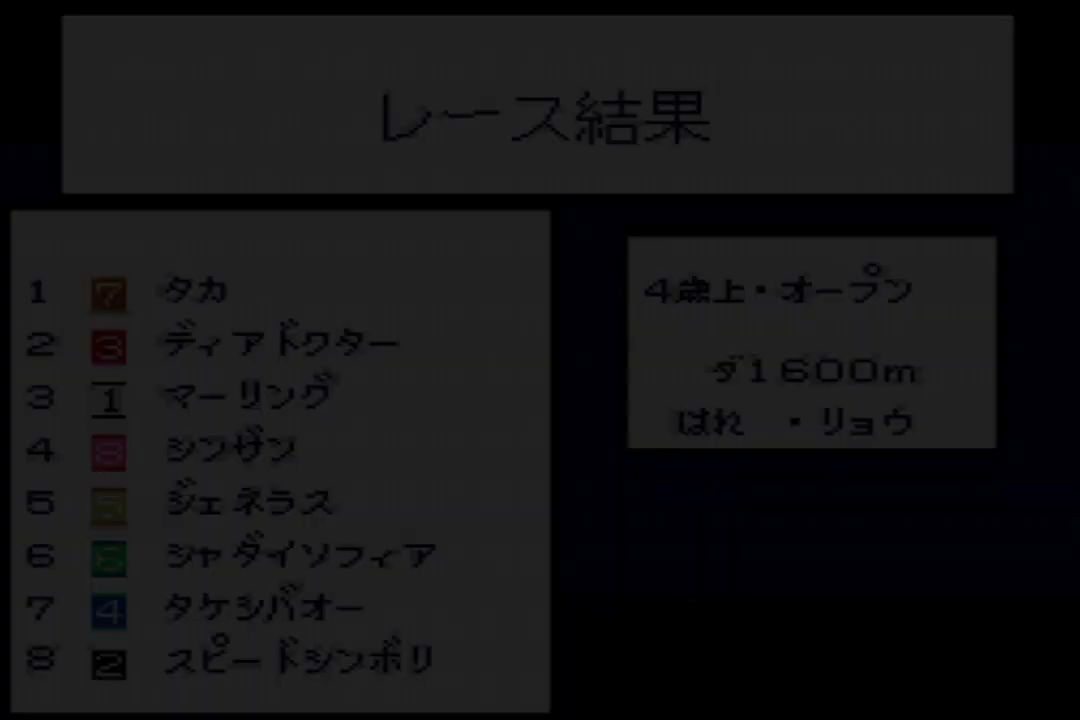 レース結果
1 7 タカ
2 3 ディアドクター
3 1 マーリング
4 8 シンザン
5 5 ジェネラス
6 6 シャダイソフィア
7 4 タケシバオー
8 2 スピードシンボリ
4歳上・オープン
ダ1600m
はれ ・リョウ